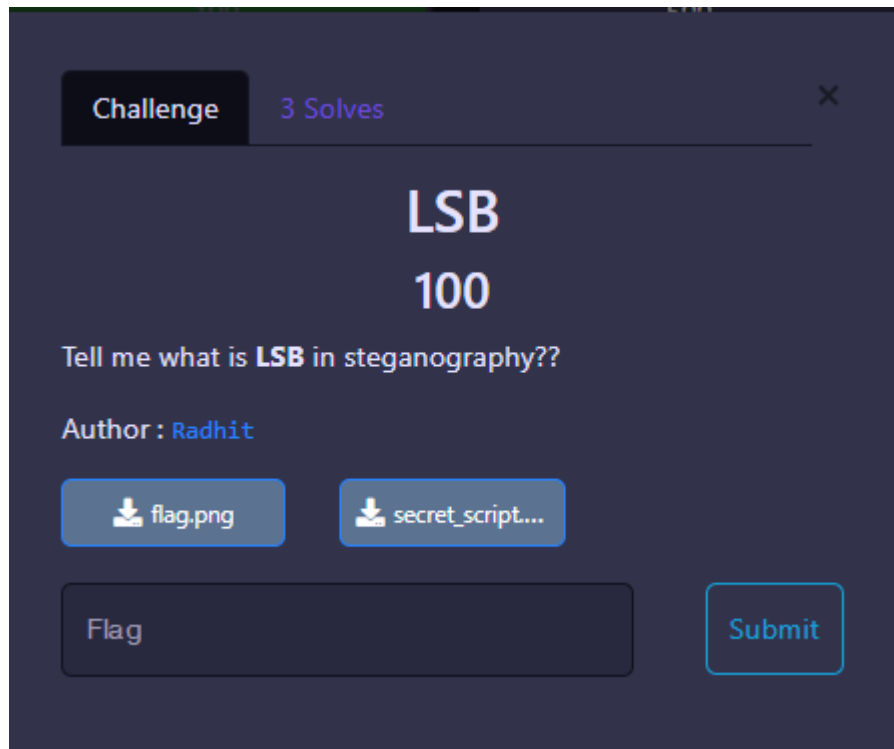 Challenge
3 Solves
×
LSB
100
Tell me what is LSB in steganography??
Author : Radhit
flag.png
secret_script....
Flag
Submit